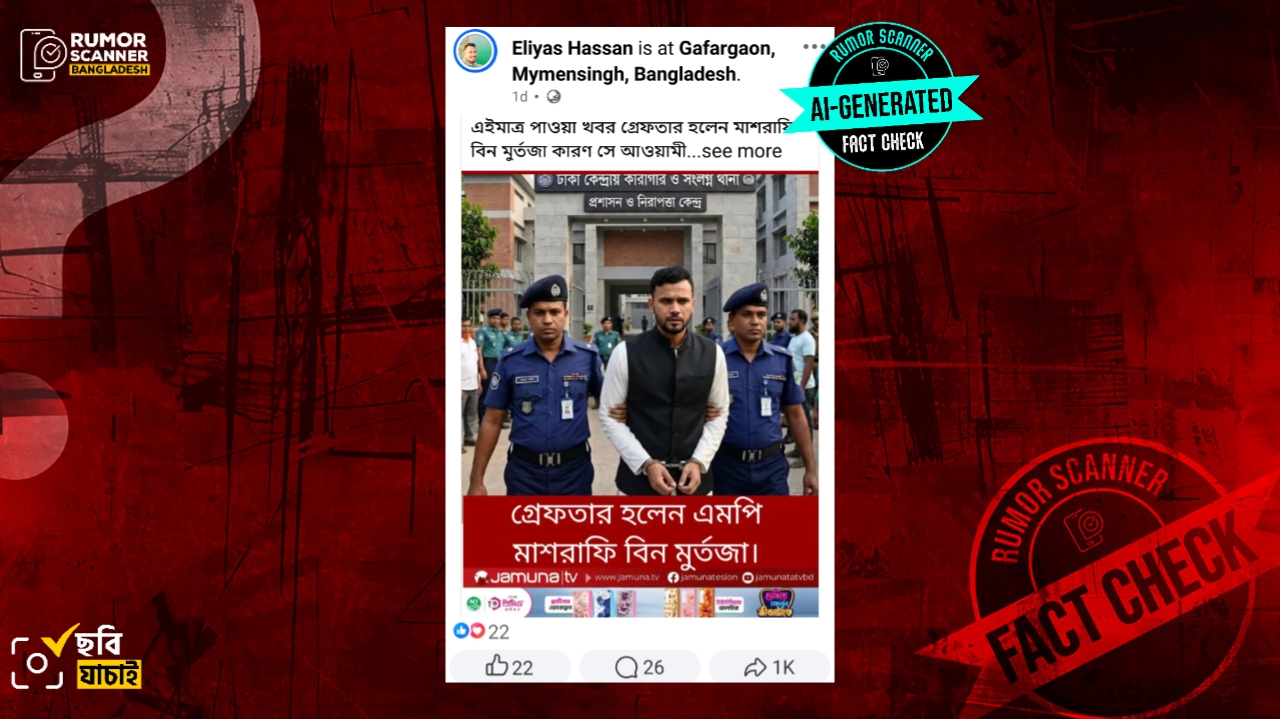 RUMOR
SCANNER
BANGLADESH
Eliyas Hassan is at Gafargaon,
Mymensingh, Bangladesh.
1d
এইমাত্র পাওয়া খবর গ্রেফতার হলেন মাশরাফি
বিন মুর্তজা কারণ সে আওয়ামী...see more
ঢাকা কেন্দ্রীয় কারাগার ও সংলগ্ন থানা
প্রশাসন ও নিরাপত্তা কেন্দ্র
গ্রেফতার হলেন এমপি
মাশরাফি বিন মুর্তজা।
Jamuna|tv www.jamuna.tv jamunatesion jamunatatvbd
22
22 26 1K
RUMOR SCANNER
AI-GENERATED
FACT CHECK
RUMOR SCANNER
FACT CHECK
ছবি
যাচাই